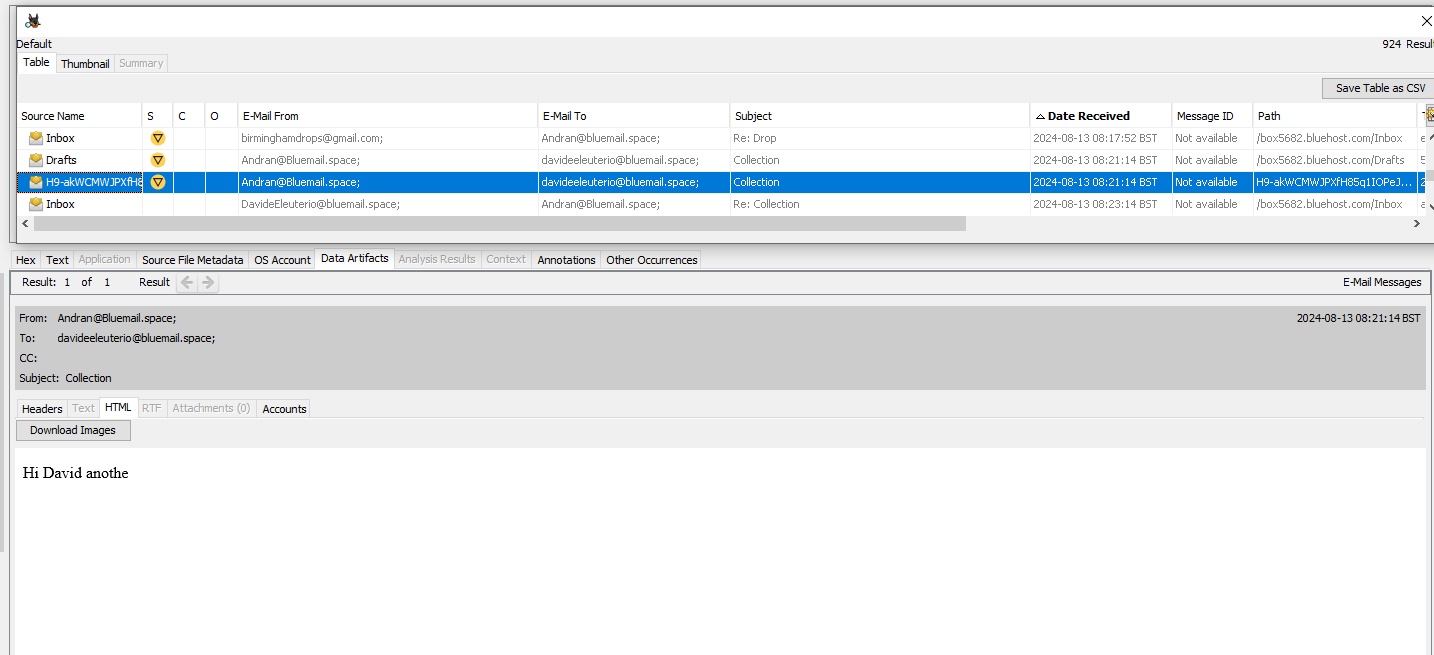 Default
924 Result
Table Thumbnail Summary
Save Table as CSV
Source Name S C O E-Mail From E-Mail To Subject Date Received Message ID Path
Inbox birminghamdrops@gmail.com; Andran@bluemail.space; Re: Drop 2024-08-13 08:17:52 BST Not available /box5682.bluehost.com/Inbox e
Drafts Andran@Bluemail.space; davideeleuterio@bluemail.space; Collection 2024-08-13 08:21:14 BST Not available /box5682.bluehost.com/Drafts 5
H9-akWCMWJPXfH8 Andran@Bluemail.space; davideeleuterio@bluemail.space; Collection 2024-08-13 08:21:14 BST Not available H9-akWCMWJPXfH85q1IOPeJ... 2
Inbox DavideEleuterio@bluemail.space; Andran@Bluemail.space; Re: Collection 2024-08-13 08:23:14 BST Not available /box5682.bluehost.com/Inbox a
Hex Text Application Source File Metadata OS Account Data Artifacts Analysis Results Context Annotations Other Occurrences
Result: 1 of 1 Result E-Mail Messages
From: Andran@Bluemail.space; 2024-08-13 08:21:14 BST
To: davideeleuterio@bluemail.space;
CC:
Subject: Collection
Headers Text HTML RTF Attachments (0) Accounts
Download Images
Hi David anothe